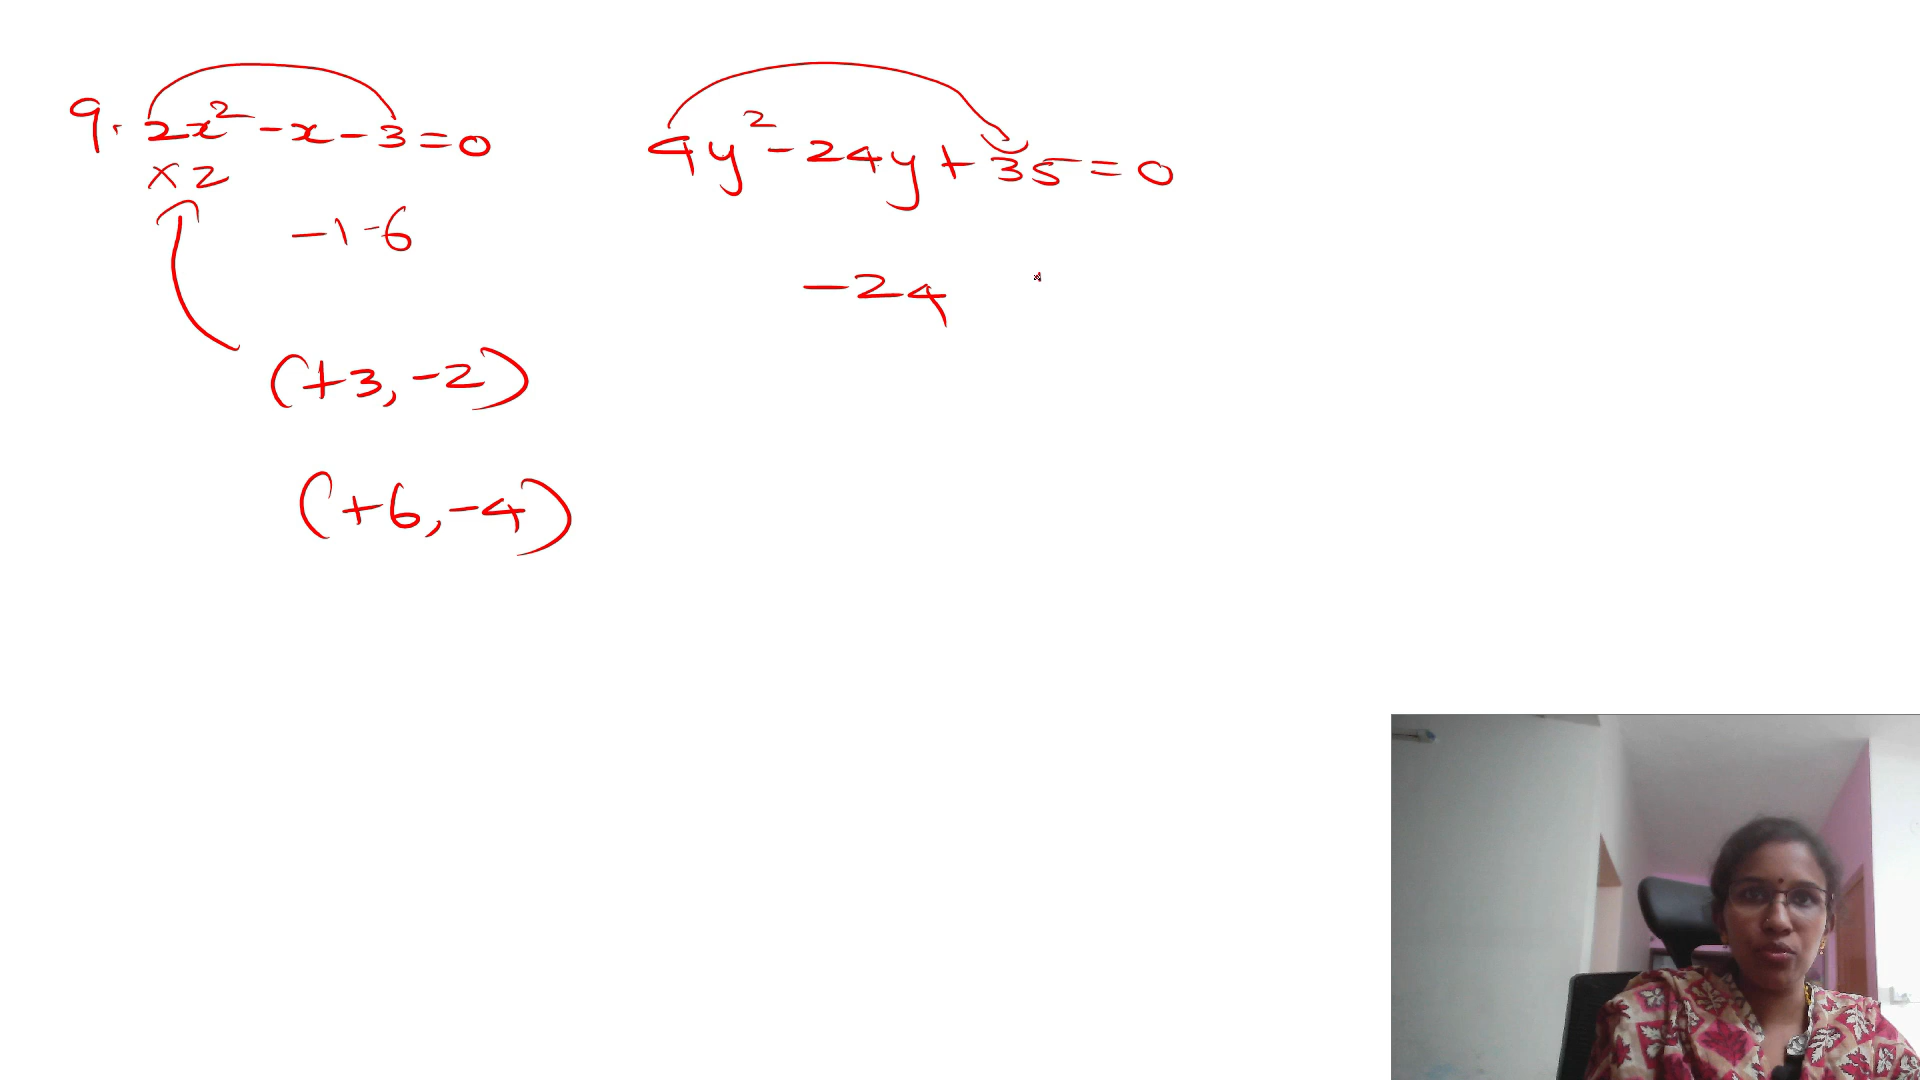 9. 2x² - x - 3 = 0
×2
-1 -6
(+3, -2)
(+6, -4)
4y² - 24y + 35 = 0
-24